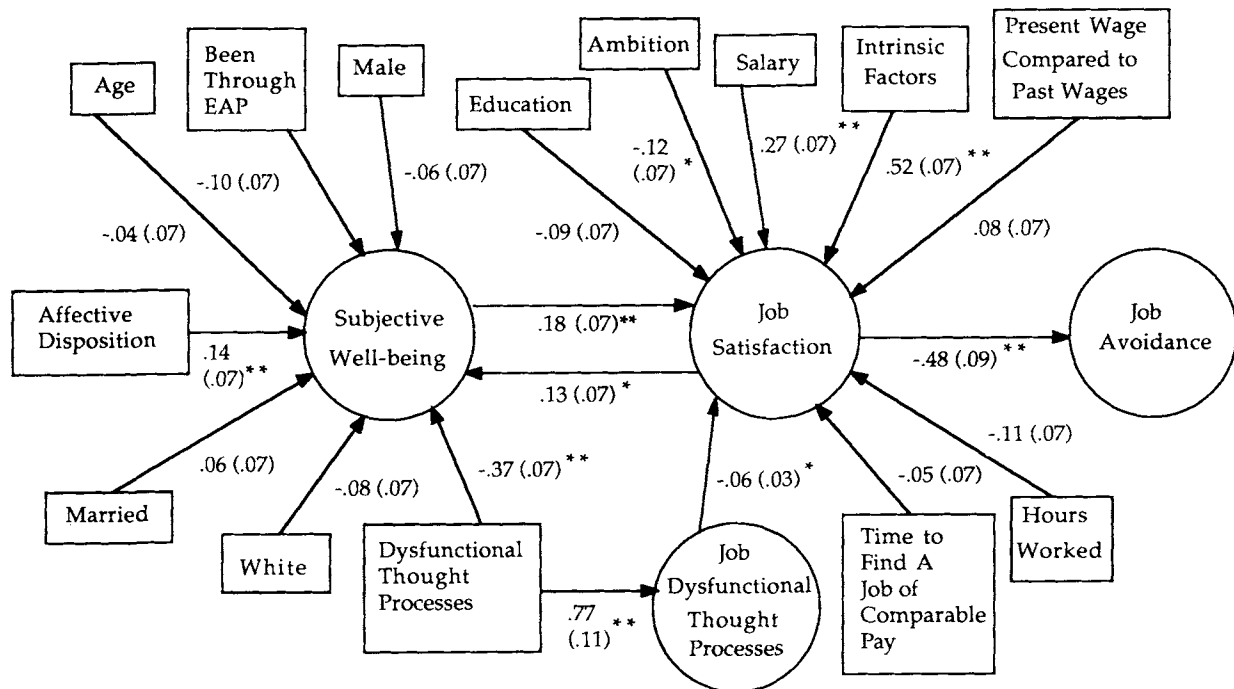 Age
Been
Through
EAP
Male
Education
Ambition
Salary
Intrinsic
Factors
Present Wage
Compared to
Past Wages
-.04 (.07)
-.10 (.07)
-.06 (.07)
-.09 (.07)
-.12
(.07) *
.27 (.07) **
.52 (.07) **
.08 (.07)
Affective
Disposition
.14
(.07)**
Subjective
Well-being
.18 (.07)**
.13 (.07) *
Job
Satisfaction
-.48 (.09) **
Job
Avoidance
Married
.06 (.07)
White
-.08 (.07)
Dysfunctional
Thought
Processes
-.37 (.07) **
.77
(.11) **
Job
Dysfunctional
Thought
Processes
-.06 (.03) *
Time to
Find A
Job of
Comparable
Pay
-.05 (.07)
Hours
Worked
-.11 (.07)